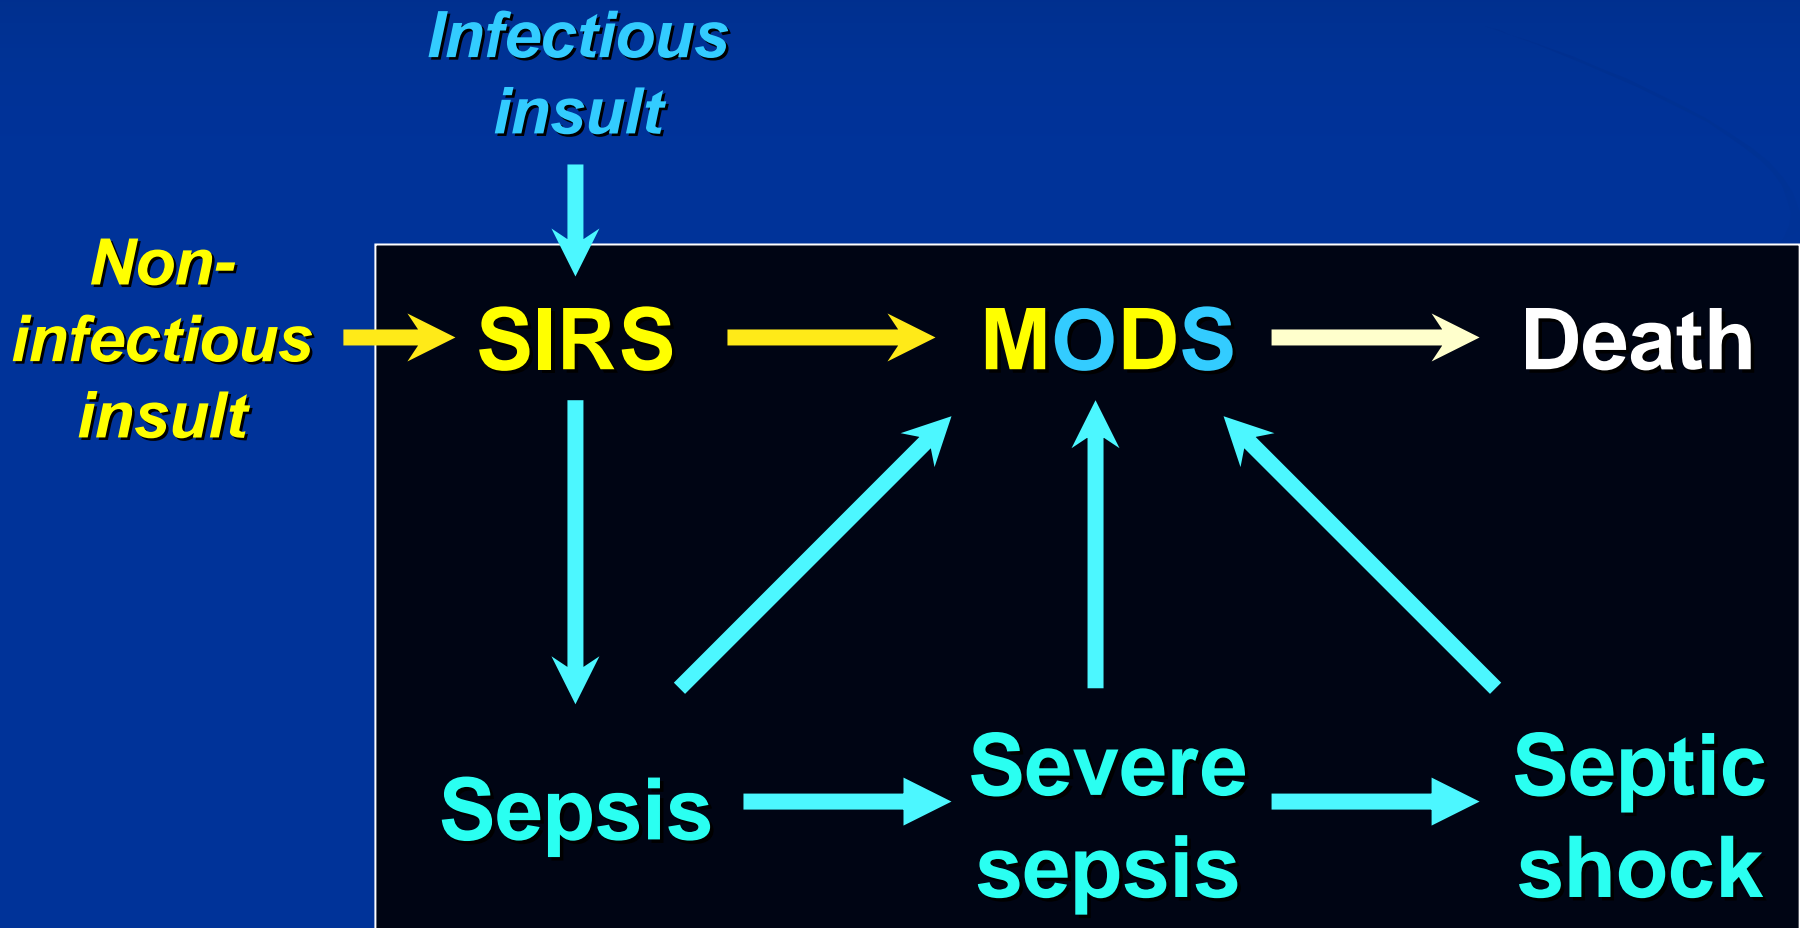 Infectious
insult
Non-
infectious
insult
SIRS
MODS
Death
Sepsis
Severe
sepsis
Septic
shock